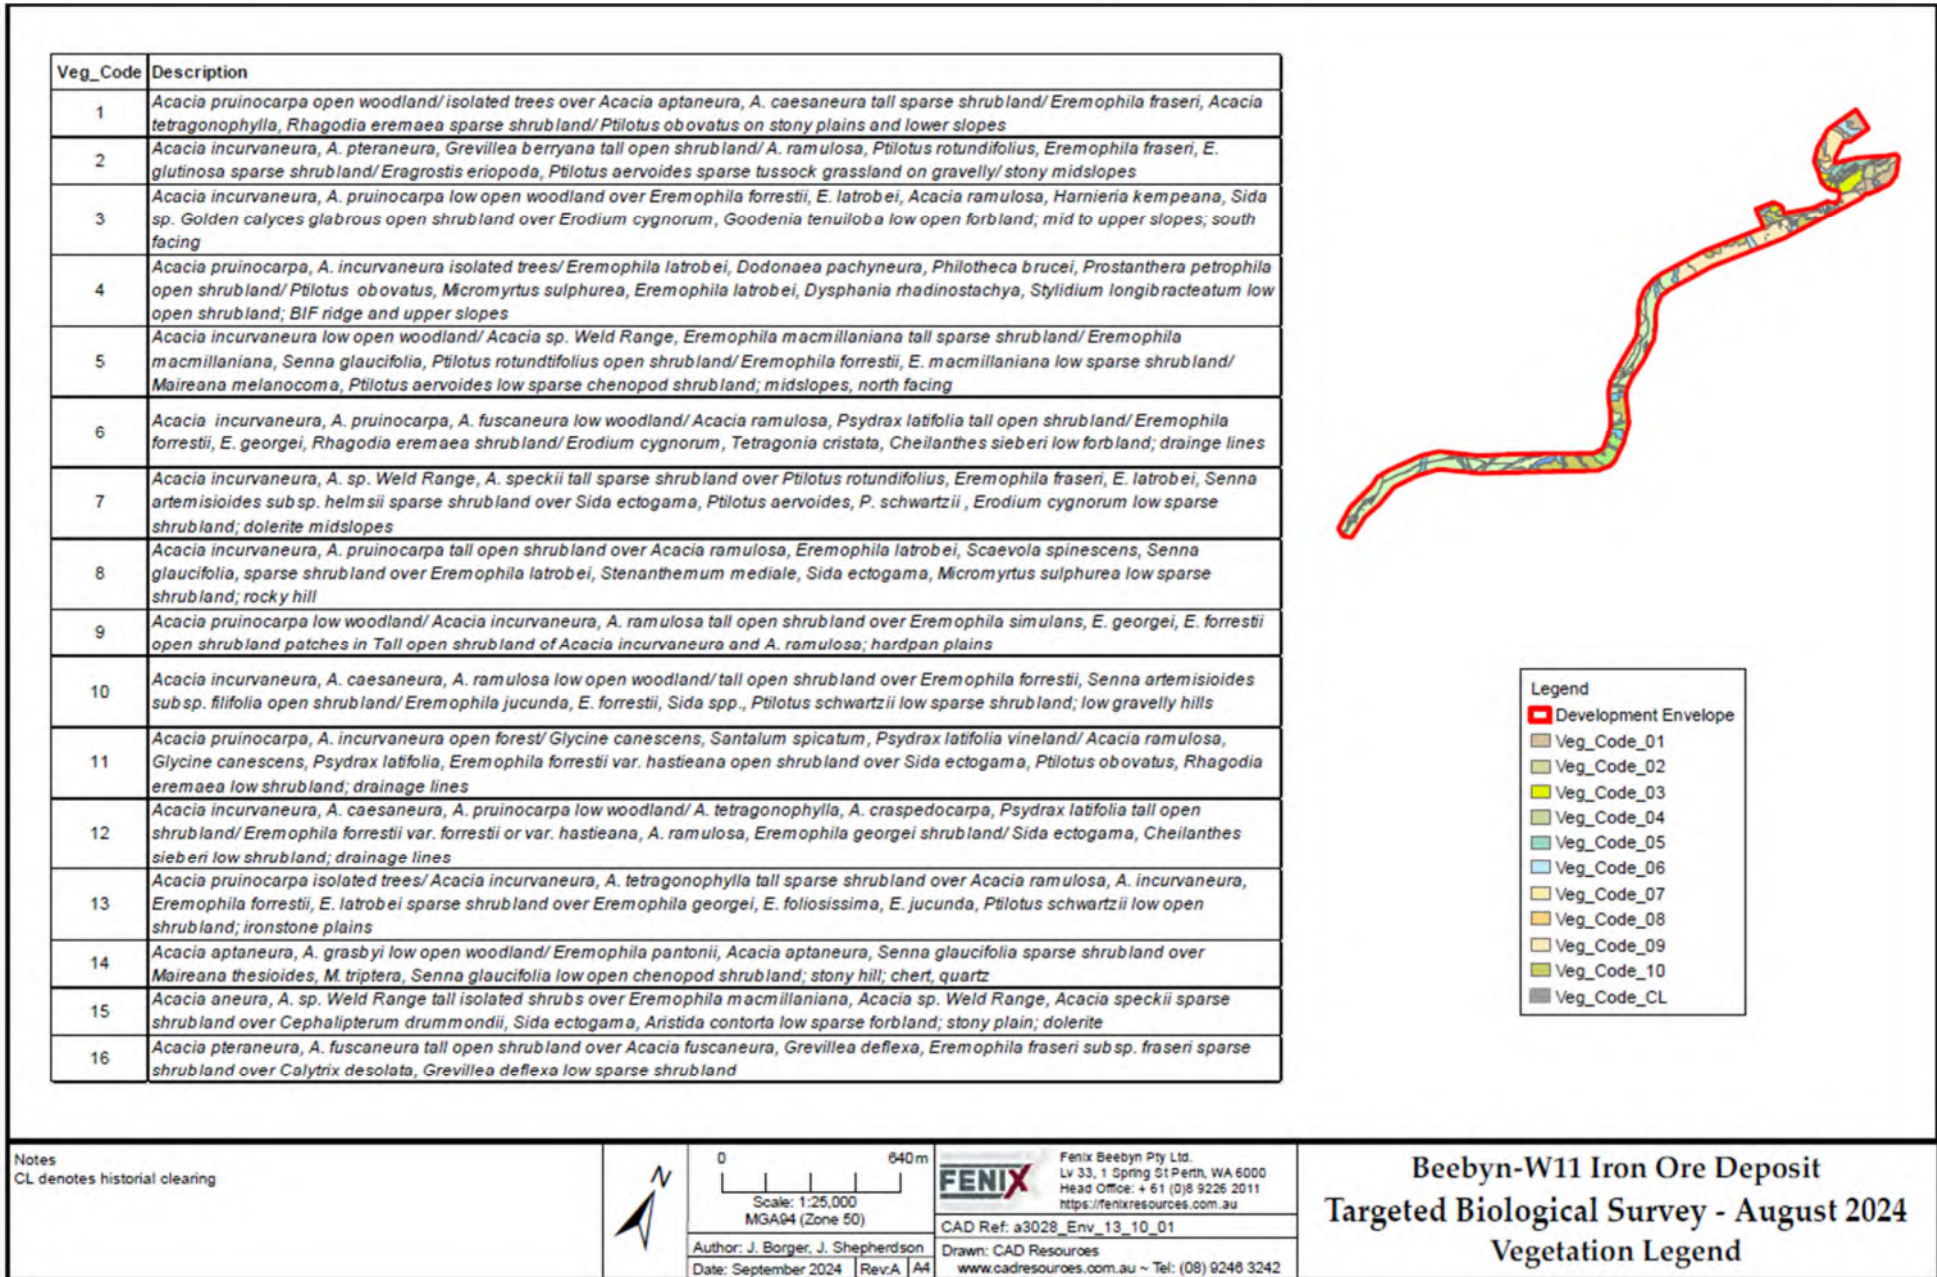 Veg_Code Description
1 Acacia pruinocarpa open woodland/ isolated trees over Acacia aptaneura, A. caesaneura tall sparse shrubland/ Eremophila fraseri, Acacia
tetragonophylla, Rhagodia eremaea sparse shrubland/ Ptilotus obovatus on stony plains and lower slopes
2 Acacia incurvaneura, A. pteraneura, Grevillea berryana tall open shrubland/ A. ramulosa, Ptilotus rotundifolius, Eremophila fraseri, E.
glutinosa sparse shrubland/ Eragrostis eriopoda, Ptilotus aervoides sparse tussock grassland on gravelly/ stony midslopes
3 Acacia incurvaneura, A. pruinocarpa low open woodland over Eremophila forrestii, E. latrobei, Acacia ramulosa, Harnieria kempeana, Sida
sp. Golden calyces glabrous open shrubland over Erodium cygnorum, Goodenia tenuiloba low open forbland; mid to upper slopes; south
facing
4 Acacia pruinocarpa, A. incurvaneura isolated trees/ Eremophila latrobei, Dodonaea pachyneura, Philotheca brucei, Prostanthera petrophila
open shrubland/ Ptilotus obovatus, Micromyrtus sulphurea, Eremophila latrobei, Dysphania rhadinostachya, Stylidium longibracteatum low
open shrubland; BIF ridge and upper slopes
5 Acacia incurvaneura low open woodland/ Acacia sp. Weld Range, Eremophila macmillaniana tall sparse shrubland/ Eremophila
macmillaniana, Senna glaucifolia, Ptilotus rotundtifolius open shrubland/ Eremophila forrestii, E. macmillaniana low sparse shrubland/
Maireana melanocoma, Ptilotus aervoides low sparse chenopod shrubland; midslopes, north facing
6 Acacia incurvaneura, A. pruinocarpa, A. fuscaneura low woodland/ Acacia ramulosa, Psydrax latifolia tall open shrubland/ Eremophila
forrestii, E. georgei, Rhagodia eremaea shrubland/ Erodium cygnorum, Tetragonia cristata, Cheilanthes sieberi low forbland; drainge lines
7 Acacia incurvaneura, A. sp. Weld Range, A. speckii tall sparse shrubland over Ptilotus rotundifolius, Eremophila fraseri, E. latrobei, Senna
artemisioides subsp. helmsii sparse shrubland over Sida ectogama, Ptilotus aervoides, P. schwartzii , Erodium cygnorum low sparse
shrubland; dolerite midslopes
8 Acacia incurvaneura, A. pruinocarpa tall open shrubland over Acacia ramulosa, Eremophila latrobei, Scaevola spinescens, Senna
glaucifolia, sparse shrubland over Eremophila latrobei, Stenanthemum mediale, Sida ectogama, Micromyrtus sulphurea low sparse
shrubland; rocky hill
9 Acacia pruinocarpa low woodland/ Acacia incurvaneura, A. ramulosa tall open shrubland over Eremophila simulans, E. georgei, E. forrestii
open shrubland patches in Tall open shrubland of Acacia incurvaneura and A. ramulosa; hardpan plains
10 Acacia incurvaneura, A. caesaneura, A. ramulosa low open woodland/ tall open shrubland over Eremophila forrestii, Senna artemisioides
subsp. filifolia open shrubland/ Eremophila jucunda, E. forrestii, Sida spp., Ptilotus schwartzii low sparse shrubland; low gravelly hills
11 Acacia pruinocarpa, A. incurvaneura open forest/ Glycine canescens, Santalum spicatum, Psydrax latifolia vineland/ Acacia ramulosa,
Glycine canescens, Psydrax latifolia, Eremophila forrestii var. hastieana open shrubland over Sida ectogama, Ptilotus obovatus, Rhagodia
eremaea low shrubland; drainage lines
12 Acacia incurvaneura, A. caesaneura, A. pruinocarpa low woodland/ A. tetragonophylla, A. craspedocarpa, Psydrax latifolia tall open
shrubland/ Eremophila forrestii var. forrestii or var. hastieana, A. ramulosa, Eremophila georgei shrubland/ Sida ectogama, Cheilanthes
sieberi low shrubland; drainage lines
13 Acacia pruinocarpa isolated trees/ Acacia incurvaneura, A. tetragonophylla tall sparse shrubland over Acacia ramulosa, A. incurvaneura,
Eremophila forrestii, E. latrobei sparse shrubland over Eremophila georgei, E. foliosissima, E. jucunda, Ptilotus schwartzii low open
shrubland; ironstone plains
14 Acacia aptaneura, A. grasbyi low open woodland/ Eremophila pantonii, Acacia aptaneura, Senna glaucifolia sparse shrubland over
Maireana thesioides, M. triptera, Senna glaucifolia low open chenopod shrubland; stony hill; chert, quartz
15 Acacia aneura, A. sp. Weld Range tall isolated shrubs over Eremophila macmillaniana, Acacia sp. Weld Range, Acacia speckii sparse
shrubland over Cephalipterum drummondii, Sida ectogama, Aristida contorta low sparse forbland; stony plain; dolerite
16 Acacia pteraneura, A. fuscaneura tall open shrubland over Acacia fuscaneura, Grevillea deflexa, Eremophila fraseri subsp. fraseri sparse
shrubland over Calytrix desolata, Grevillea deflexa low sparse shrubland
Legend
Development Envelope
Veg_Code_01
Veg_Code_02
Veg_Code_03
Veg_Code_04
Veg_Code_05
Veg_Code_06
Veg_Code_07
Veg_Code_08
Veg_Code_09
Veg_Code_10
Veg_Code_CL
Notes
CL denotes historial clearing
N
0 640 m
Scale: 1:25,000
MGA94 (Zone 50)
Author: J. Borger, J. Shepherdson
Date: September 2024 Rev:A A4
FENIX
Fenix Beebyn Pty Ltd.
Lv 33, 1 Spring St Perth, WA 6000
Head Office: + 61 (0)8 9226 2011
https://fenixresources.com.au
CAD Ref: a3028_Env_13_10_01
Drawn: CAD Resources
www.cadresources.com.au ~ Tel: (08) 9246 3242
Beebyn-W11 Iron Ore Deposit
Targeted Biological Survey - August 2024
Vegetation Legend